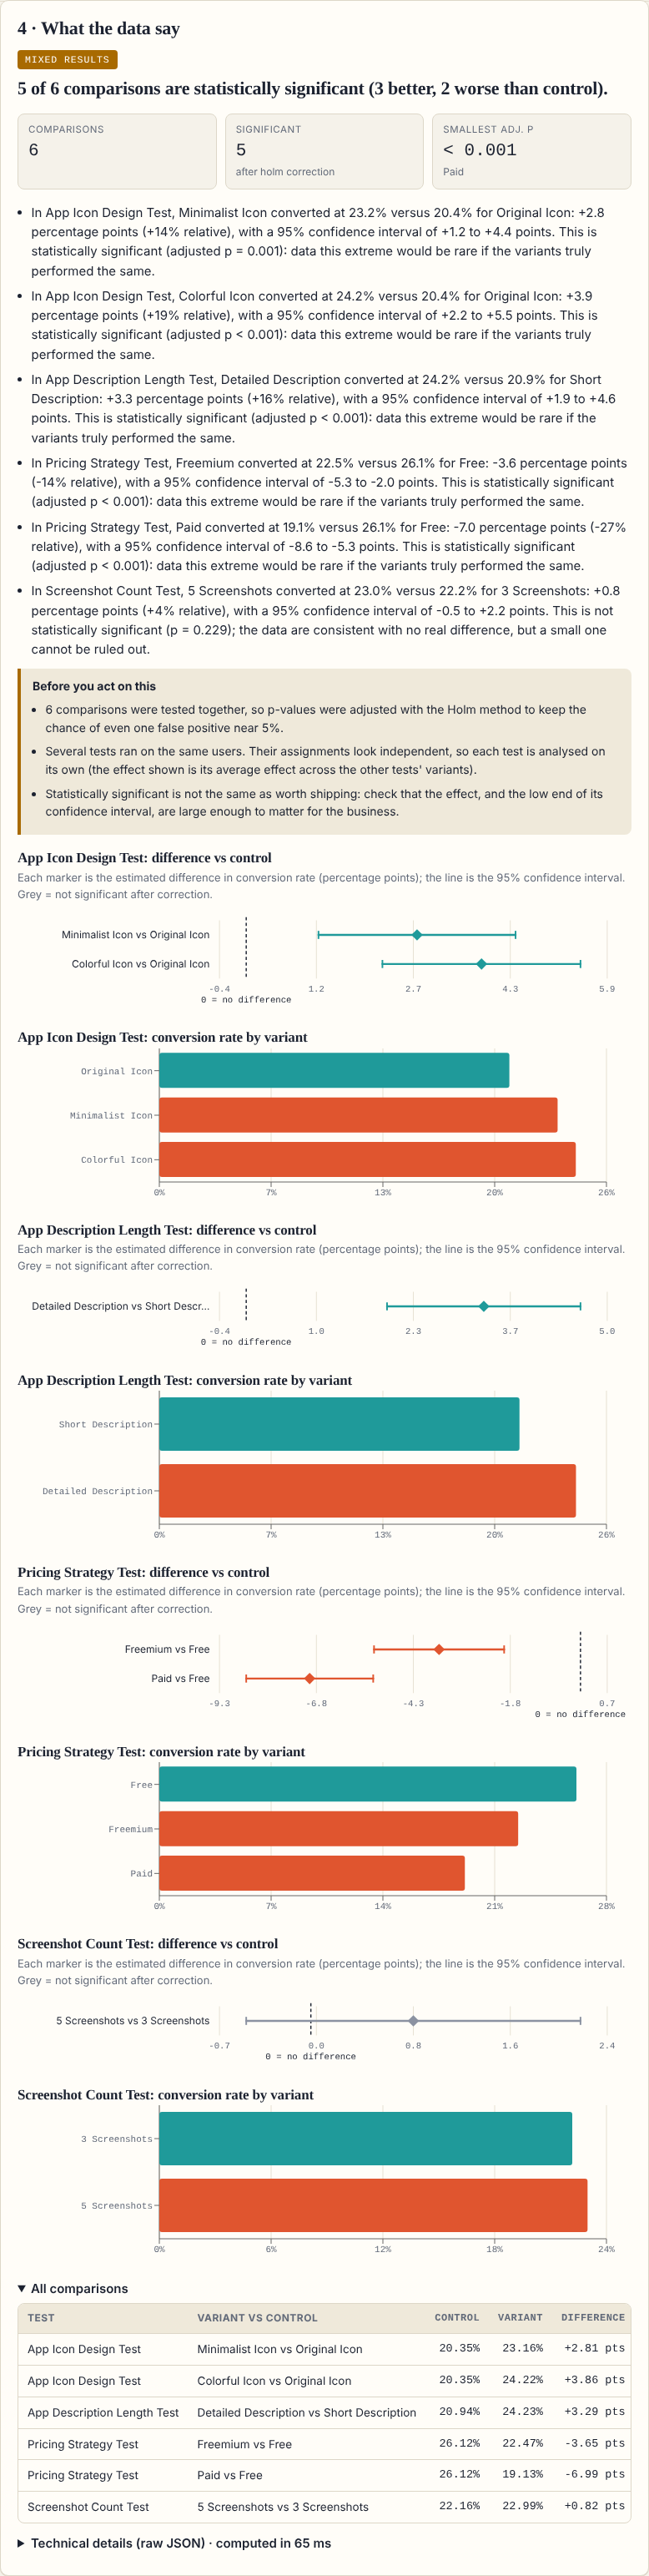 4 · What the data say
MIXED RESULTS
5 of 6 comparisons are statistically significant (3 better, 2 worse than control).
COMPARISONS
6
SIGNIFICANT
5
after holm correction
SMALLEST ADJ. P
< 0.001
Paid
• In App Icon Design Test, Minimalist Icon converted at 23.2% versus 20.4% for Original Icon: +2.8
percentage points (+14% relative), with a 95% confidence interval of +1.2 to +4.4 points. This is
statistically significant (adjusted p = 0.001): data this extreme would be rare if the variants truly
performed the same.
• In App Icon Design Test, Colorful Icon converted at 24.2% versus 20.4% for Original Icon: +3.9
percentage points (+19% relative), with a 95% confidence interval of +2.2 to +5.5 points. This is
statistically significant (adjusted p < 0.001): data this extreme would be rare if the variants truly
performed the same.
• In App Description Length Test, Detailed Description converted at 24.2% versus 20.9% for Short
Description: +3.3 percentage points (+16% relative), with a 95% confidence interval of +1.9 to +4.6
points. This is statistically significant (adjusted p < 0.001): data this extreme would be rare if the
variants truly performed the same.
• In Pricing Strategy Test, Freemium converted at 22.5% versus 26.1% for Free: -3.6 percentage points
(-14% relative), with a 95% confidence interval of -5.3 to -2.0 points. This is statistically significant
(adjusted p < 0.001): data this extreme would be rare if the variants truly performed the same.
• In Pricing Strategy Test, Paid converted at 19.1% versus 26.1% for Free: -7.0 percentage points (-27%
relative), with a 95% confidence interval of -8.6 to -5.3 points. This is statistically significant
(adjusted p < 0.001): data this extreme would be rare if the variants truly performed the same.
• In Screenshot Count Test, 5 Screenshots converted at 23.0% versus 22.2% for 3 Screenshots: +0.8
percentage points (+4% relative), with a 95% confidence interval of -0.5 to +2.2 points. This is not
statistically significant (p = 0.229); the data are consistent with no real difference, but a small one
cannot be ruled out.
Before you act on this
• 6 comparisons were tested together, so p-values were adjusted with the Holm method to keep the
chance of even one false positive near 5%.
• Several tests ran on the same users. Their assignments look independent, so each test is analysed on
its own (the effect shown is its average effect across the other tests' variants).
• Statistically significant is not the same as worth shipping: check that the effect, and the low end of its
confidence interval, are large enough to matter for the business.
App Icon Design Test: difference vs control
Each marker is the estimated difference in conversion rate (percentage points); the line is the 95% confidence interval.
Grey = not significant after correction.
Minimalist Icon vs Original Icon
Colorful Icon vs Original Icon
-0.4 1.2 2.7 4.3 5.9
0 = no difference
App Icon Design Test: conversion rate by variant
Original Icon
Minimalist Icon
Colorful Icon
0% 7% 13% 20% 26%
App Description Length Test: difference vs control
Each marker is the estimated difference in conversion rate (percentage points); the line is the 95% confidence interval.
Grey = not significant after correction.
Detailed Description vs Short Descr...
-0.4 1.0 2.3 3.7 5.0
0 = no difference
App Description Length Test: conversion rate by variant
Short Description
Detailed Description
0% 7% 13% 20% 26%
Pricing Strategy Test: difference vs control
Each marker is the estimated difference in conversion rate (percentage points); the line is the 95% confidence interval.
Grey = not significant after correction.
Freemium vs Free
Paid vs Free
-9.3 -6.8 -4.3 -1.8 0.7
0 = no difference
Pricing Strategy Test: conversion rate by variant
Free
Freemium
Paid
0% 7% 14% 21% 28%
Screenshot Count Test: difference vs control
Each marker is the estimated difference in conversion rate (percentage points); the line is the 95% confidence interval.
Grey = not significant after correction.
5 Screenshots vs 3 Screenshots
-0.7 0.0 0.8 1.6 2.4
0 = no difference
Screenshot Count Test: conversion rate by variant
3 Screenshots
5 Screenshots
0% 6% 12% 18% 24%
▼ All comparisons
TEST VARIANT VS CONTROL CONTROL VARIANT DIFFERENCE
App Icon Design Test Minimalist Icon vs Original Icon 20.35% 23.16% +2.81 pts
App Icon Design Test Colorful Icon vs Original Icon 20.35% 24.22% +3.86 pts
App Description Length Test Detailed Description vs Short Description 20.94% 24.23% +3.29 pts
Pricing Strategy Test Freemium vs Free 26.12% 22.47% -3.65 pts
Pricing Strategy Test Paid vs Free 26.12% 19.13% -6.99 pts
Screenshot Count Test 5 Screenshots vs 3 Screenshots 22.16% 22.99% +0.82 pts
▶ Technical details (raw JSON) · computed in 65 ms